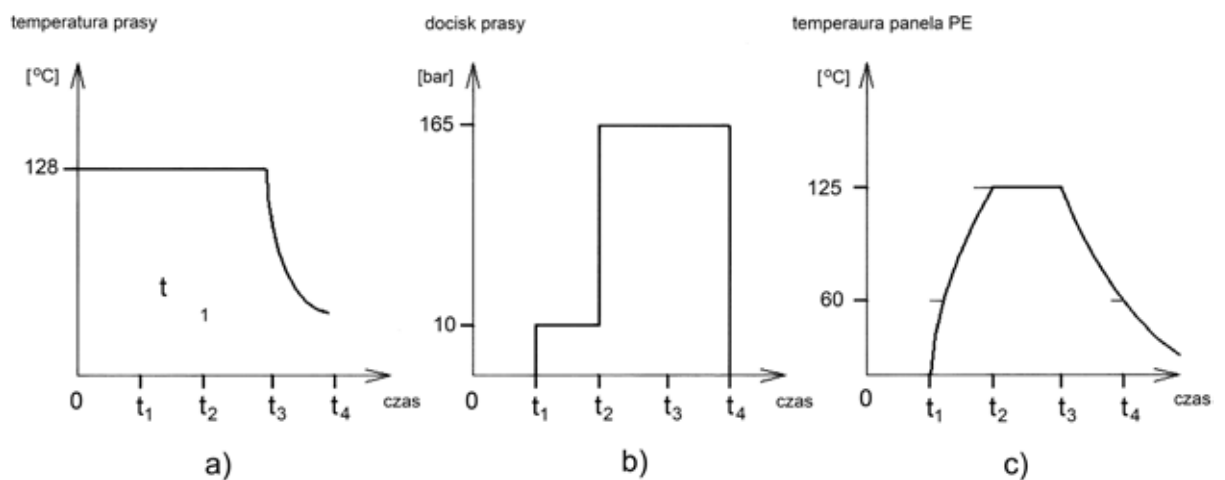 temperatura prasy
[°C]
128
t
1
0
t1
t2
t3
t4
czas
a)
docisk prasy
[bar]
165
10
0
t1
t2
t3
t4
czas
b)
temperaura panela PE
[°C]
125
60
0
t1
t2
t3
t4
czas
c)